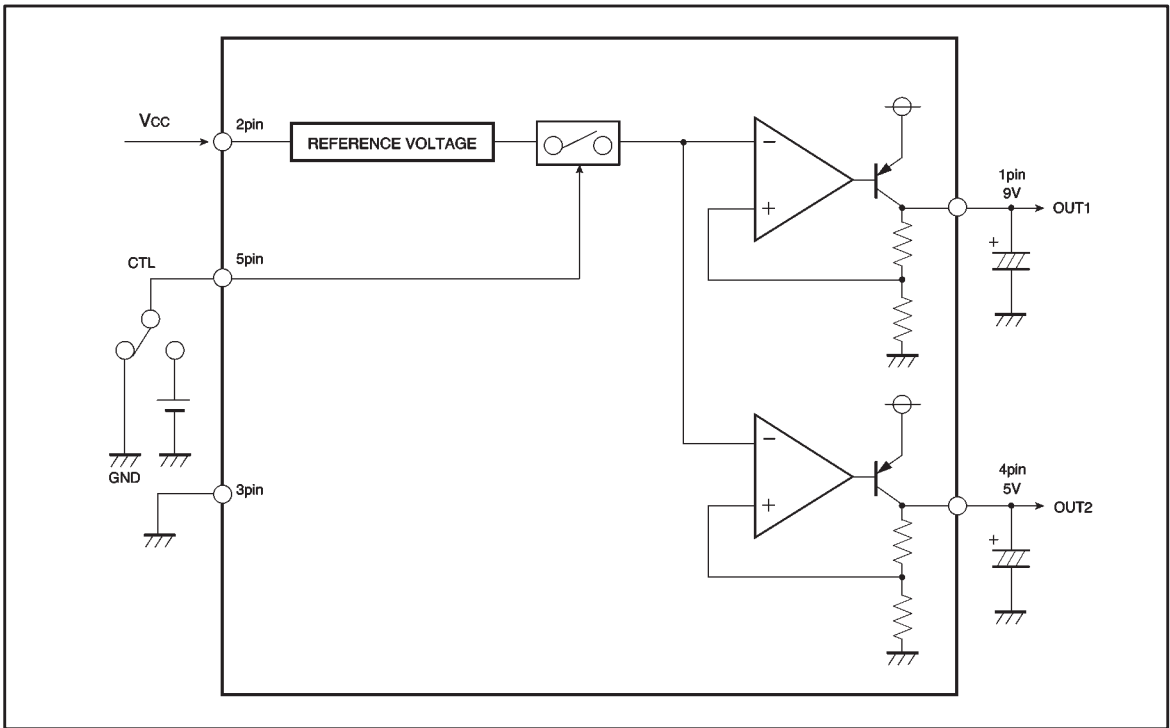 VCC
2pin
REFERENCE VOLTAGE
−
+
1pin
9V
OUT1
+
CTL
5pin
GND
3pin
−
+
4pin
5V
OUT2
+